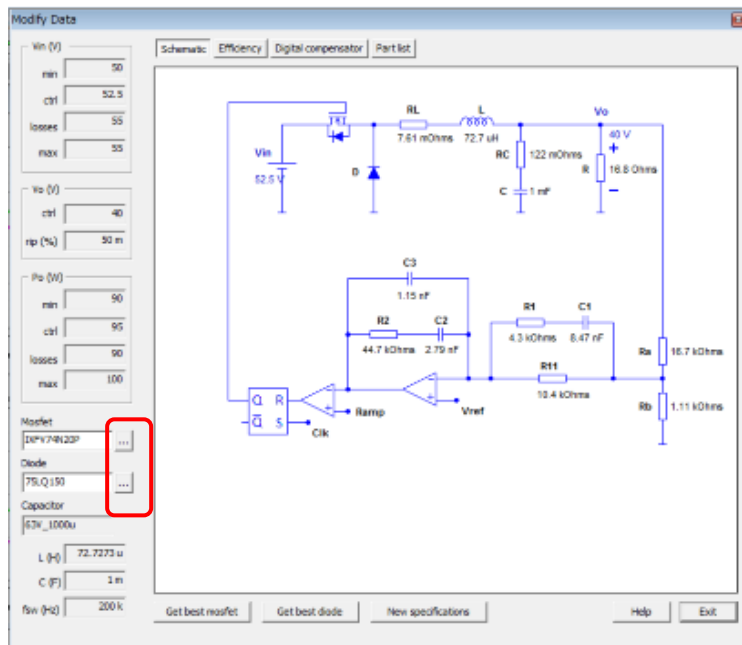 Modify Data
Vin (V)
min 50
ctrl 52.5
losses 55
max 55
Vo (V)
ctrl 40
rip (%) 50 m
Po (W)
min 90
ctrl 95
losses 90
max 100
Mosfet
IXFV74N20P ...
Diode
75LQ150 ...
Capacitor
63V_1000u
L (H) 72.7273 u
C (F) 1 m
fsw (Hz) 200 k
Schematic Efficiency Digital compensator Part list
RL L Vo
7.61 mOhms 72.7 uH
Vin
52.5 V
D
RC 122 mOhms
C 1 mF
40 V
+
R 16.8 Ohms
−
C3
1.15 nF
R2 C2
44.7 kOhms 2.79 nF
R1 C1
4.3 kOhms 8.47 nF
R11
10.4 kOhms
Ra 16.7 kOhms
Rb 1.11 kOhms
Q R
Q S
Clk
- +
Ramp
- +
Vref
Get best mosfet Get best diode New specifications Help Exit